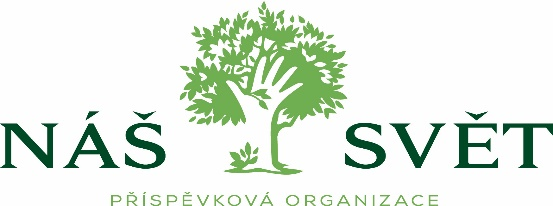 NÁŠ SVĚT
PŘÍSPĚVKOVÁ ORGANIZACE